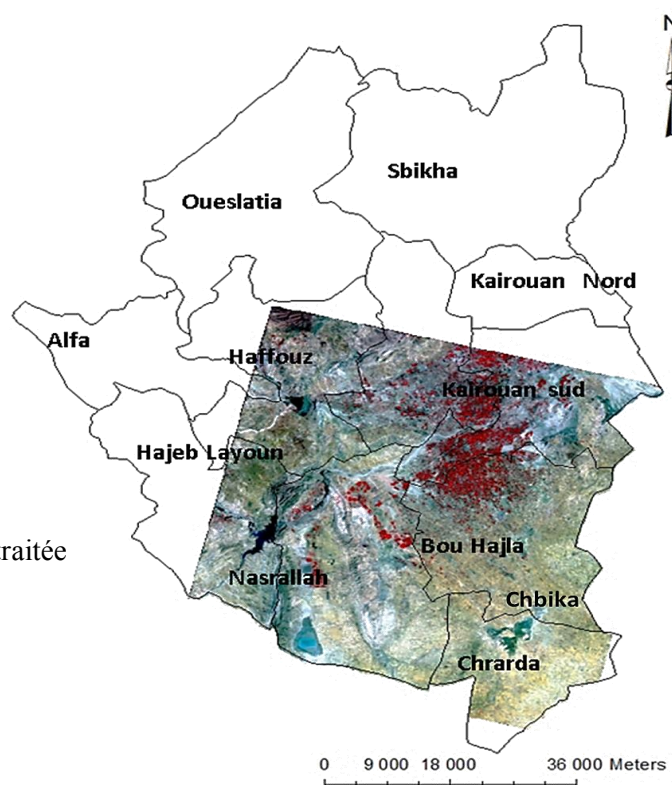 N
Sbikha
Oueslatia
Kairouan Nord
Alfa
Haffouz
Kairouan sud
Hajeb Layoun
traitée
Bou Hajla
Nasrallah
Chbika
Chrarda
0 9 000 18 000 36 000 Meters